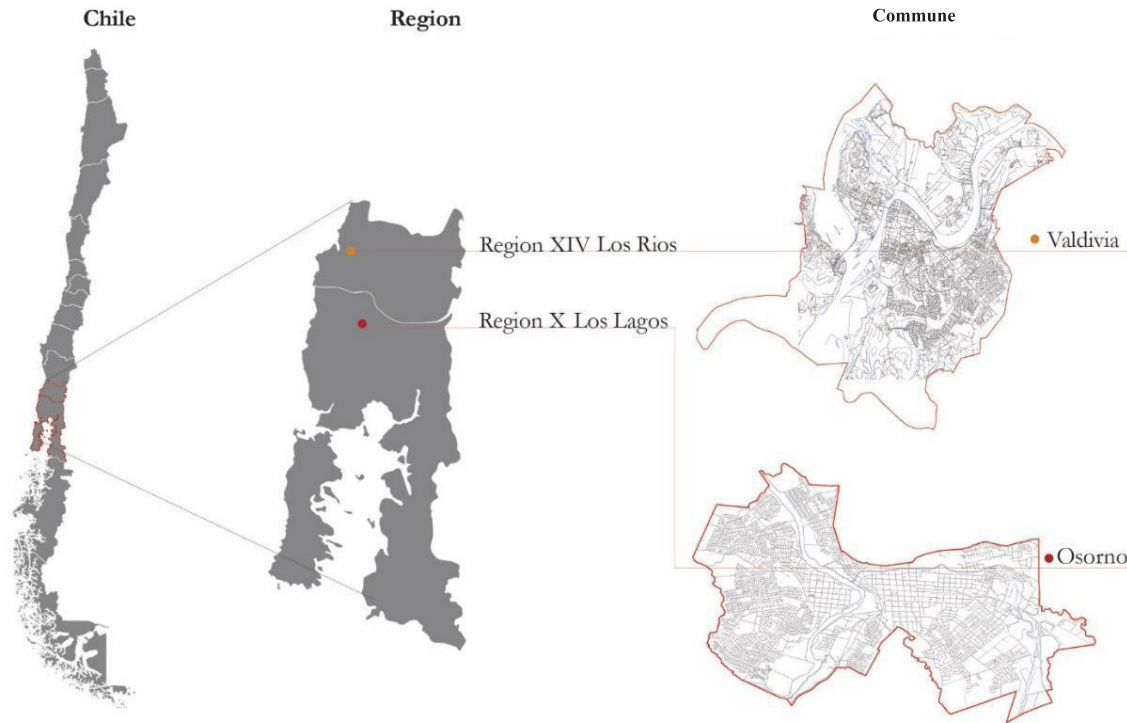 Chile
Region
Commune
Region XIV Los Rios
Valdivia
Region X Los Lagos
Osorno